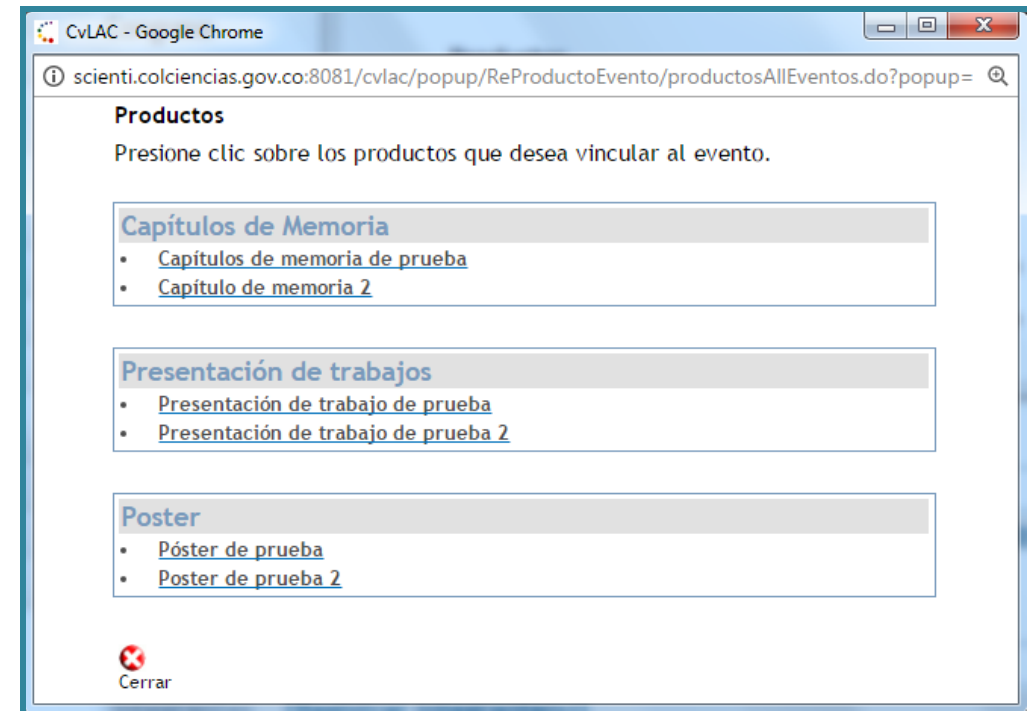 CvLAC - Google Chrome
scienti.colciencias.gov.co:8081/cvlac/popup/ReProductoEvento/productosAllEventos.do?popup=
Productos
Presione clic sobre los productos que desea vincular al evento.
Capítulos de Memoria
• Capítulos de memoria de prueba
• Capítulo de memoria 2
Presentación de trabajos
• Presentación de trabajo de prueba
• Presentación de trabajo de prueba 2
Poster
• Póster de prueba
• Poster de prueba 2
Cerrar